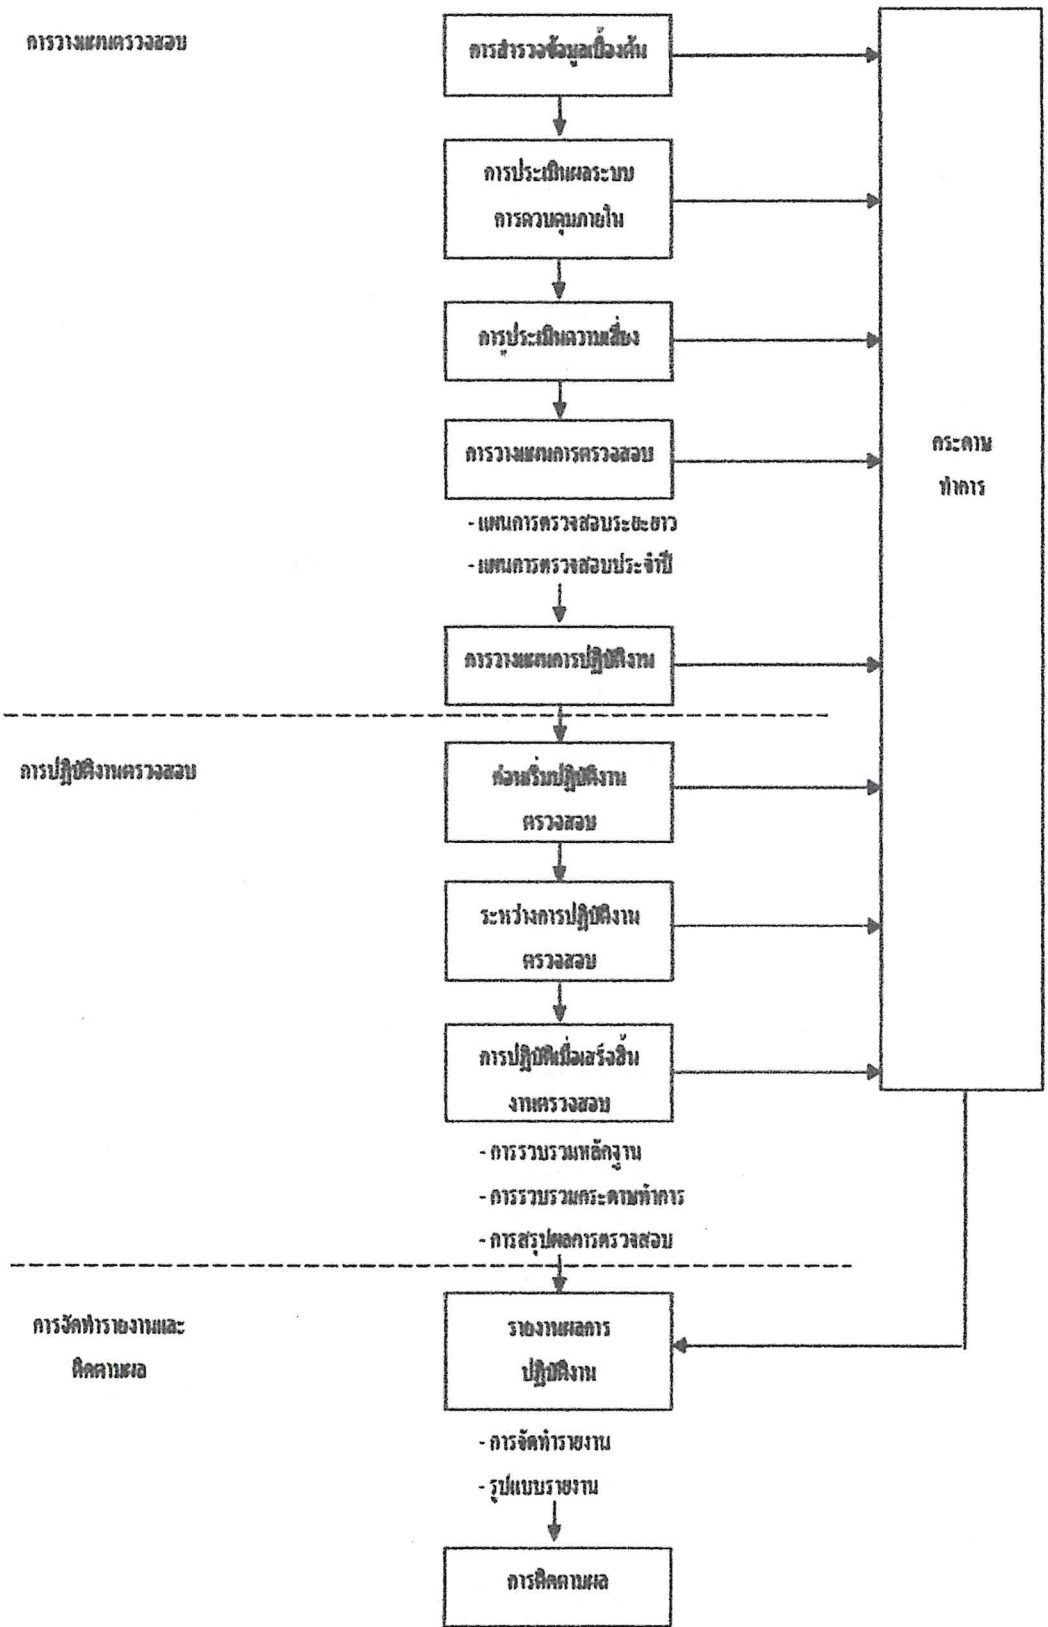 การวางแผนตรวจสอบ
การสำรวจข้อมูลเบื้องต้น
การประเมินผลระบบ
การควบคุมภายใน
การประเมินความเสี่ยง
การวางแผนการตรวจสอบ
- แผนการตรวจสอบระยะยาว
- แผนการตรวจสอบประจำปี
การวางแผนการปฏิบัติงาน
กระดาษ
ทำการ
การปฏิบัติงานตรวจสอบ
ก่อนเริ่มปฏิบัติงาน
ตรวจสอบ
ระหว่างการปฏิบัติงาน
ตรวจสอบ
การปฏิบัติเมื่อเสร็จสิ้น
งานตรวจสอบ
- การรวบรวมหลักฐาน
- การรวบรวมกระดาษทำการ
- การสรุปผลการตรวจสอบ
การจัดทำรายงานและ
ติดตามผล
รายงานผลการ
ปฏิบัติงาน
- การจัดทำรายงาน
- รูปแบบรายงาน
การติดตามผล